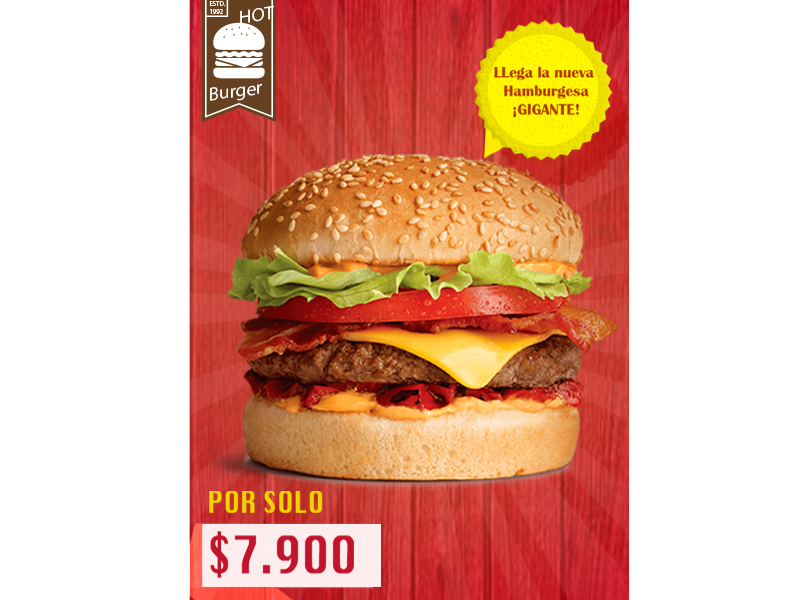 ESTD.
1992
HOT
Burger
LLega la nueva
Hamburgesa
¡GIGANTE!
POR SOLO
$7.900